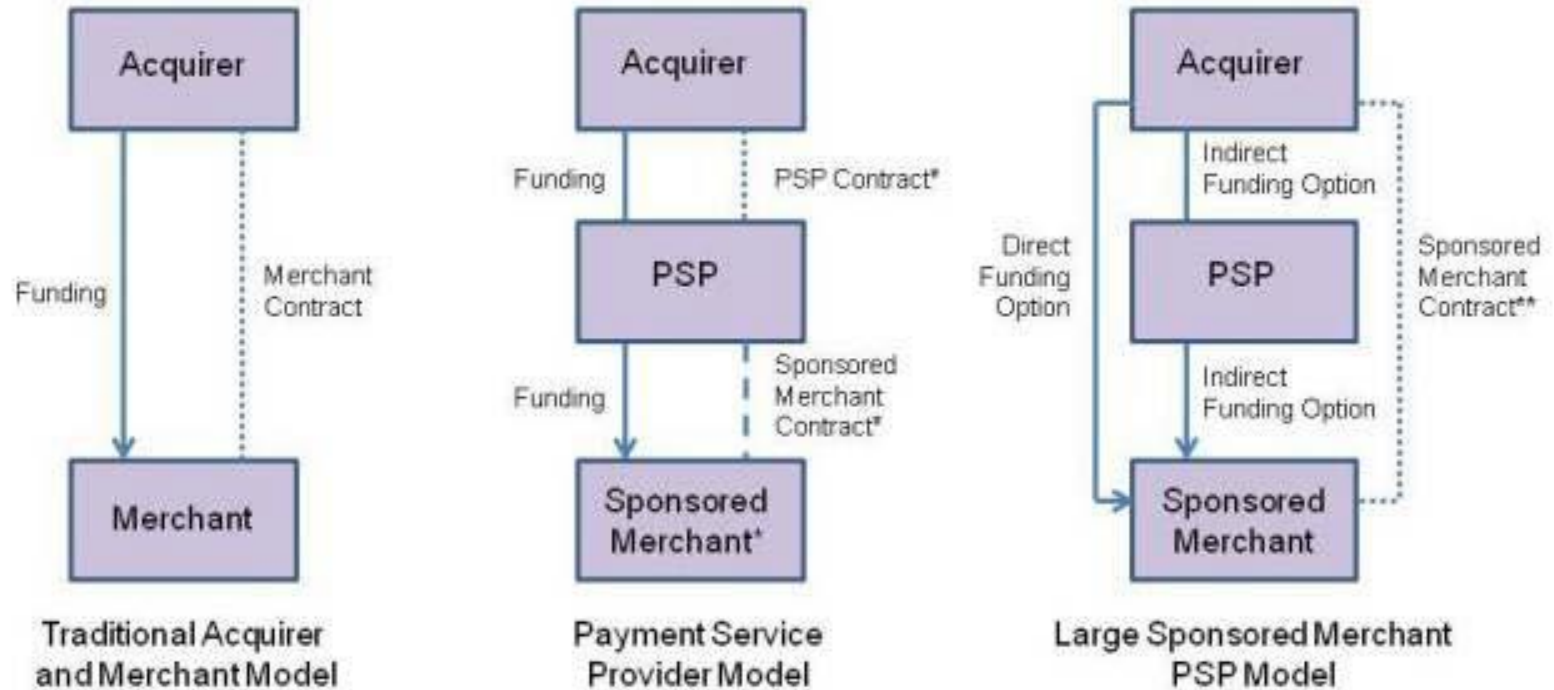 Acquirer
Funding
Merchant
Contract
Merchant
Traditional Acquirer
and Merchant Model
Acquirer
Funding
PSP Contract*
PSP
Funding
Sponsored
Merchant
Contract*
Sponsored
Merchant*
Payment Service
Provider Model
Acquirer
Indirect
Funding Option
Direct
Funding
Option
PSP
Sponsored
Merchant
Contract**
Indirect
Funding Option
Sponsored
Merchant
Large Sponsored Merchant
PSP Model